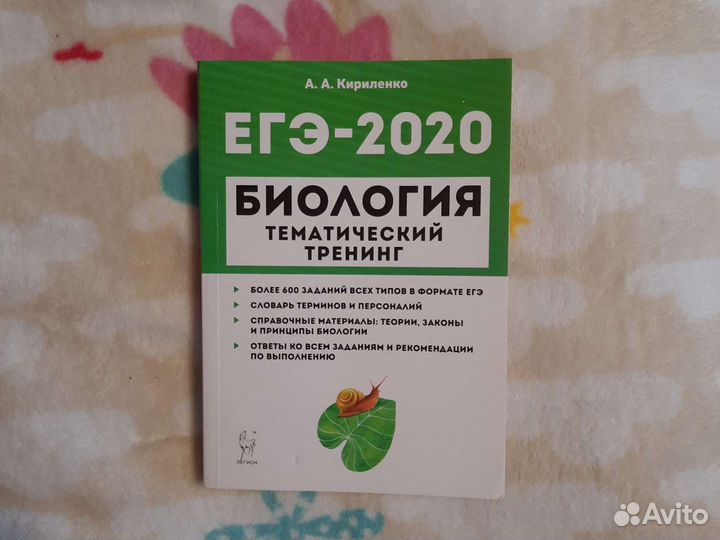 А. А. Кириленко
ЕГЭ-2020
БИОЛОГИЯ
ТЕМАТИЧЕСКИЙ
ТРЕНИНГ
БОЛЕЕ 600 ЗАДАНИЙ ВСЕХ ТИПОВ В ФОРМАТЕ ЕГЭ
СЛОВАРЬ ТЕРМИНОВ И ПЕРСОНАЛИЙ
СПРАВОЧНЫЕ МАТЕРИАЛЫ: ТЕОРИИ, ЗАКОНЫ
И ПРИНЦИПЫ БИОЛОГИИ
ОТВЕТЫ КО ВСЕМ ЗАДАНИЯМ И РЕКОМЕНДАЦИИ
ПО ВЫПОЛНЕНИЮ
ЛЕГИОН
Avito